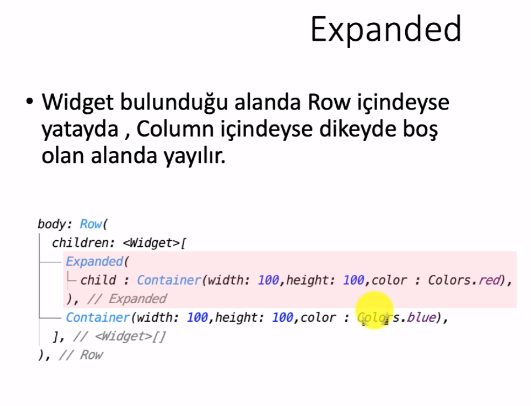 Expanded
• Widget bulunduğu alanda Row içindeyse
yatayda , Column içindeyse dikeyde boş
olan alanda yayılır.
body: Row(
children: <Widget>[
Expanded(
child : Container(width: 100,height: 100,color : Colors.red),
), // Expanded
Container(width: 100,height: 100,color : Colors.blue),
], // <Widget>[]
), // Row